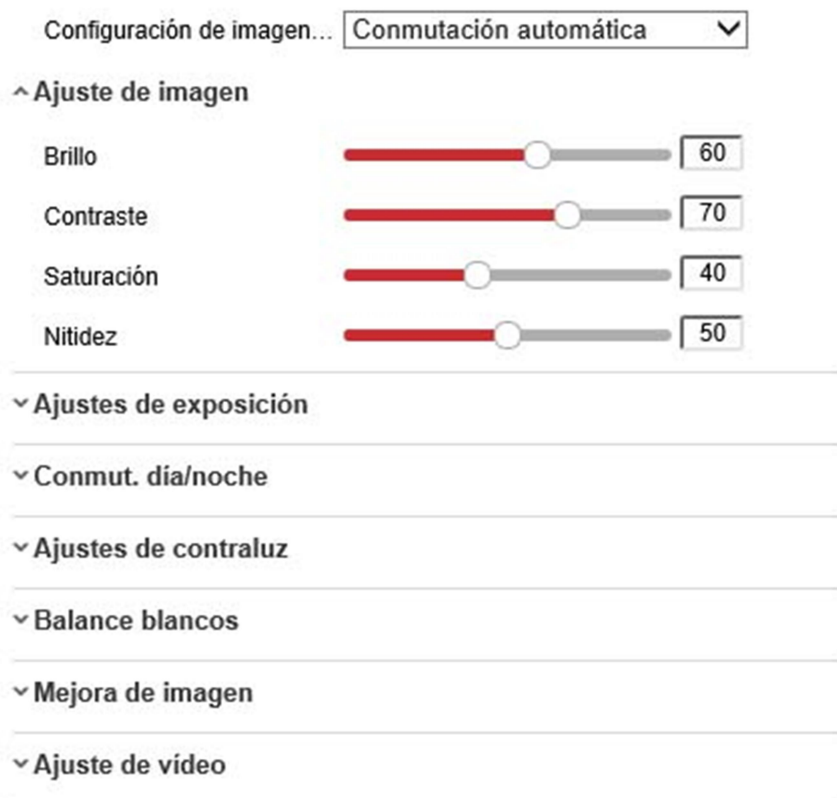 Configuración de imagen... Conmutación automática
Ajuste de imagen
Brillo 60
Contraste 70
Saturación 40
Nitidez 50
Ajustes de exposición
Conmut. día/noche
Ajustes de contraluz
Balance blancos
Mejora de imagen
Ajuste de vídeo